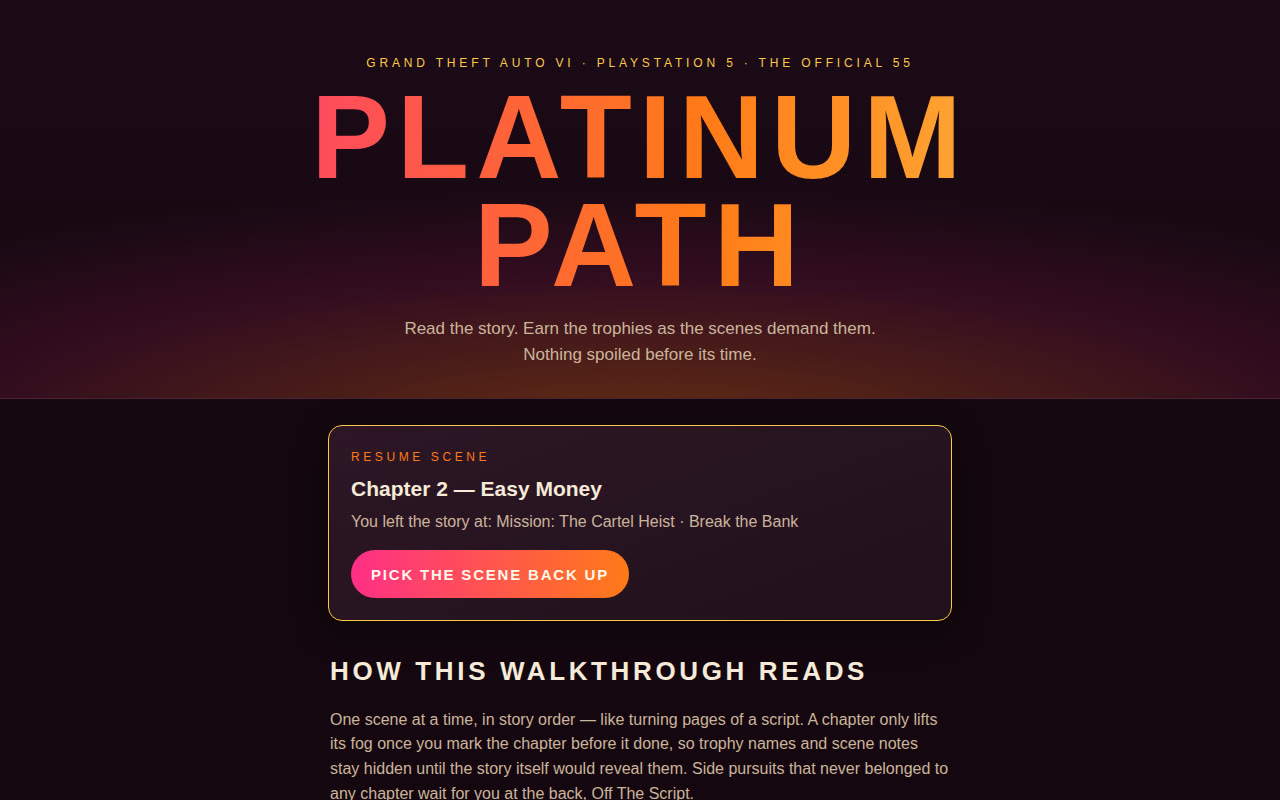 GRAND THEFT AUTO VI · PLAYSTATION 5 · THE OFFICIAL 55
PLATINUM
PATH
Read the story. Earn the trophies as the scenes demand them.
Nothing spoiled before its time.
RESUME SCENE
Chapter 2 — Easy Money
You left the story at: Mission: The Cartel Heist · Break the Bank
PICK THE SCENE BACK UP
HOW THIS WALKTHROUGH READS
One scene at a time, in story order — like turning pages of a script. A chapter only lifts
its fog once you mark the chapter before it done, so trophy names and scene notes
stay hidden until the story itself would reveal them. Side pursuits that never belonged to
any chapter wait for you at the back, Off The Script.